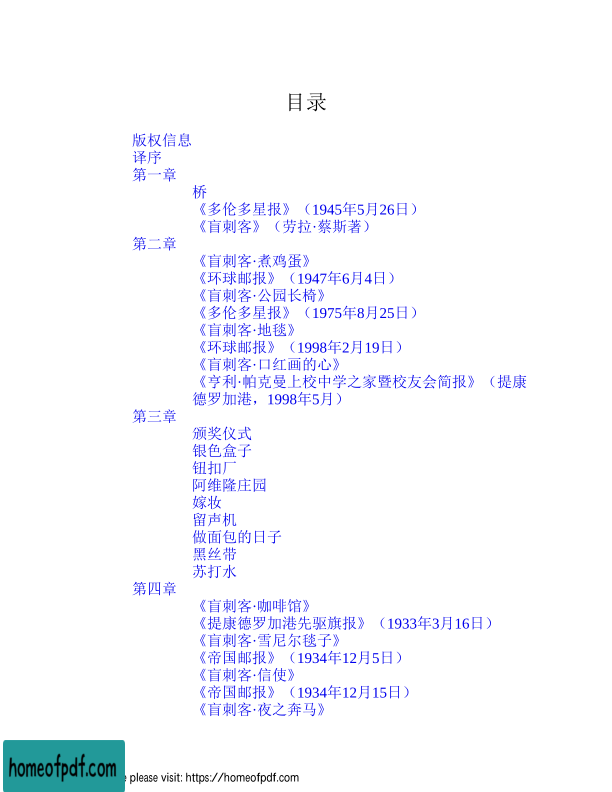 目录
版权信息
译序
第一章
桥
《多伦多星报》（1945年5月26日）
《盲刺客》（劳拉·蔡斯著）
第二章
《盲刺客·煮鸡蛋》
《环球邮报》（1947年6月4日）
《盲刺客·公园长椅》
《多伦多星报》（1975年8月25日）
《盲刺客·地毯》
《环球邮报》（1998年2月19日）
《盲刺客·口红画的心》
《亨利·帕克曼上校中学之家暨校友会简报》（提康
德罗加港，1998年5月）
第三章
颁奖仪式
银色盒子
钮扣厂
阿维隆庄园
嫁妆
留声机
做面包的日子
黑丝带
苏打水
第四章
《盲刺客·咖啡馆》
《提康德罗加港先驱旗报》（1933年3月16日）
《盲刺客·雪尼尔毯子》
《帝国邮报》（1934年12月5日）
《盲刺客·信使》
《帝国邮报》（1934年12月15日）
《盲刺客·夜之奔马》
homeofpdf.com
please visit: https://homeofpdf.com